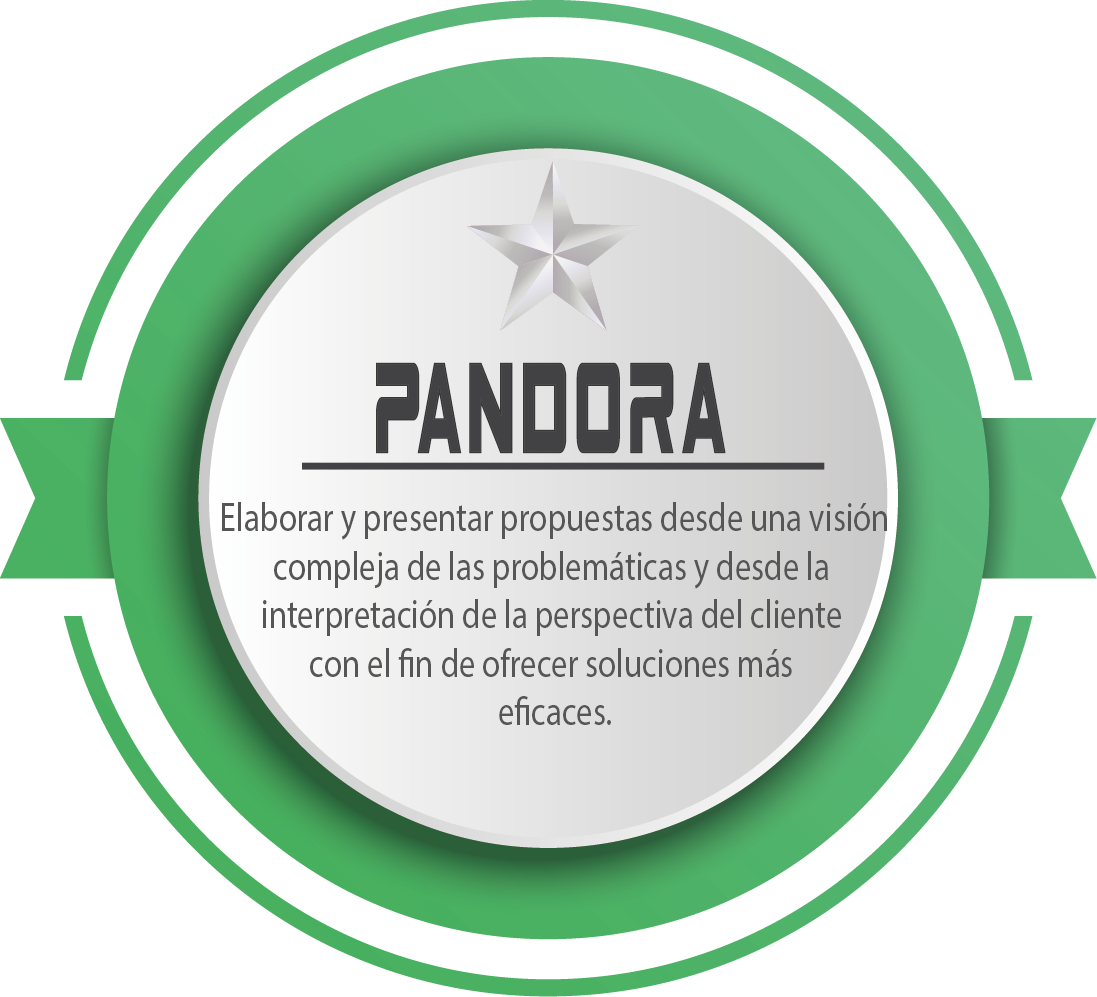 PANDORA
Elaborar y presentar propuestas desde una visión
compleja de las problemáticas y desde la
interpretación de la perspectiva del cliente
con el fin de ofrecer soluciones más
eficaces.